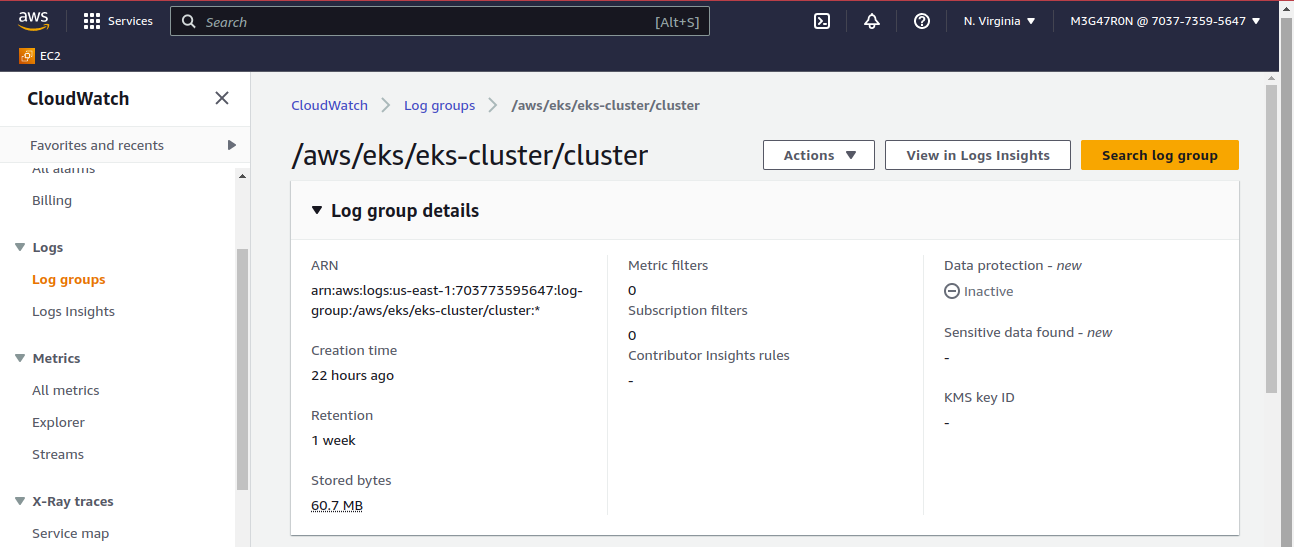 aws
Services
Search
[Alt+S]
N. Virginia
M3G47R0N @ 7037-7359-5647
EC2
CloudWatch
Favorites and recents
All alarms
Billing
Logs
Log groups
Logs Insights
Metrics
All metrics
Explorer
Streams
X-Ray traces
Service map
CloudWatch
Log groups
/aws/eks/eks-cluster/cluster
/aws/eks/eks-cluster/cluster
Actions
View in Logs Insights
Search log group
Log group details
ARN
arn:aws:logs:us-east-1:703773595647:log-
group:/aws/eks/eks-cluster/cluster:*
Creation time
22 hours ago
Retention
1 week
Stored bytes
60.7 MB
Metric filters
0
Subscription filters
0
Contributor Insights rules
-
Data protection - new
Inactive
Sensitive data found - new
-
KMS key ID
-